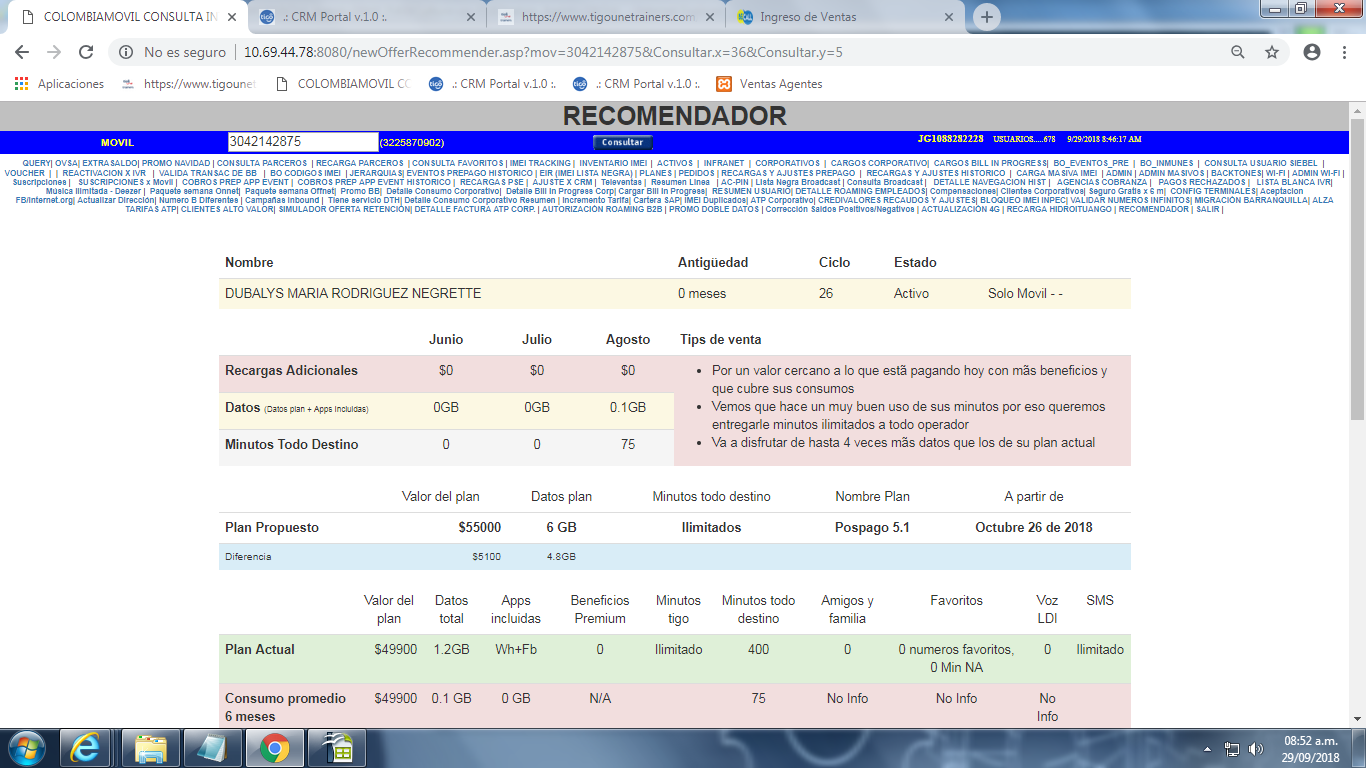 COLOMBIAMOVIL CONSULTA IN
.: CRM Portal v.1.0 :.
https://www.tigounetrainers.com
Ingreso de Ventas
No es seguro | 10.69.44.78:8080/newOfferRecommender.asp?mov=3042142875&Consultar.x=36&Consultar.y=5
Aplicaciones
https://www.tigounet
COLOMBIAMOVIL CO
.: CRM Portal v.1.0 :.
.: CRM Portal v.1.0 :.
Ventas Agentes
RECOMENDADOR
MOVIL 3042142875 (3225870902) Consultar JG1088282228 USUARIOS.....678 9/29/2018 8:46:17 AM
QUERY| OVSA| EXTRASALDO| PROMO NAVIDAD | CONSULTA PARCEROS | RECARGA PARCEROS | CONSULTA FAVORITOS | IMEI TRACKING | INVENTARIO IMEI | ACTIVOS | INFRANET | CORPORATIVOS | CARGOS CORPORATIVO| CARGOS BILL IN PROGRESS| BO_EVENTOS_PRE | BO_INMUNES | CONSULTA USUARIO SIEBEL |
VOUCHER | | REACTIVACION X IVR | VALIDA TRANSAC DE BB | BO CODIGOS IMEI | JERARQUIAS| EVENTOS PREPAGO HISTORICO | EIR (IMEI LISTA NEGRA) | PLANES | PEDIDOS | RECARGAS Y AJUSTES PREPAGO | RECARGAS Y AJUSTES HISTORICO | CARGA MASIVA IMEI | ADMIN | ADMIN MASIVOS | BACKTONES| WI-FI | ADMIN WI-FI |
Suscripciones | SUSCRIPCIONES x Movil | COBROS PREP APP EVENT | COBROS PREP APP EVENT HISTORICO | RECARGAS PSE | AJUSTE X CRM | Televentas | Resumen Linea | AC-PIN | Lista Negra Broadcast | Consulta Broadcast | DETALLE NAVEGACION HIST | AGENCIAS COBRANZA | PAGOS RECHAZADOS | LISTA BLANCA IVR|
Música Ilimitada - Deezer | Paquete semana Onnet| Paquete semana Offnet| Promo BB| Detalle Consumo Corporativo| Detalle Bill In Progress Corp| Cargar Bill In Progress| RESUMEN USUARIO| DETALLE ROAMING EMPLEADOS| Compensaciones | Clientes Corporativos| Seguro Gratis x 6 m| CONFIG TERMINALES| Aceptacion
FB/Internet.org| Actualizar Dirección| Numero B Diferentes | Campañas Inbound | Tiene servicio DTH| Detalle Consumo Corporativo Resumen | Incremento Tarifa| Cartera SAP| IMEI Duplicados| ATP Corporativo| CREDIVALORES RECAUDOS Y AJUSTES| BLOQUEO IMEI INPEC| VALIDAR NUMEROS INFINITOS| MIGRACIÓN BARRANQUILLA| ALZA
TARIFAS ATP| CLIENTES ALTO VALOR| SIMULADOR OFERTA RETENCIÓN| DETALLE FACTURA ATP CORP. | AUTORIZACIÓN ROAMING B2B | PROMO DOBLE DATOS | Corrección Saldos Positivos/Negativos | ACTUALIZACIÓN 4G | RECARGA HIDROITUANGO | RECOMENDADOR | SALIR |
Nombre Antigüedad Ciclo Estado
DUBALYS MARIA RODRIGUEZ NEGRETTE 0 meses 26 Activo Solo Movil - -
Junio Julio Agosto Tips de venta
Recargas Adicionales $0 $0 $0
Datos (Datos plan + Apps Incluidas) 0GB 0GB 0.1GB
Minutos Todo Destino 0 0 75
• Por un valor cercano a lo que estã pagando hoy con mãs beneficios y
que cubre sus consumos
• Vemos que hace un muy buen uso de sus minutos por eso queremos
entregarle minutos ilimitados a todo operador
• Va a disfrutar de hasta 4 veces mãs datos que los de su plan actual
Valor del plan Datos plan Minutos todo destino Nombre Plan A partir de
Plan Propuesto $55000 6 GB Ilimitados Pospago 5.1 Octubre 26 de 2018
Diferencia $5100 4.8GB
Valor del Datos Apps Beneficios Minutos Minutos todo Amigos y Favoritos Voz SMS
plan total incluidas Premium tigo destino familia LDI
Plan Actual $49900 1.2GB Wh+Fb 0 Ilimitado 400 0 0 numeros favoritos, 0 Ilimitado
0 Min NA
Consumo promedio $49900 0.1 GB 0 GB N/A 75 No Info No Info No
6 meses Info
08:52 a.m.
29/09/2018